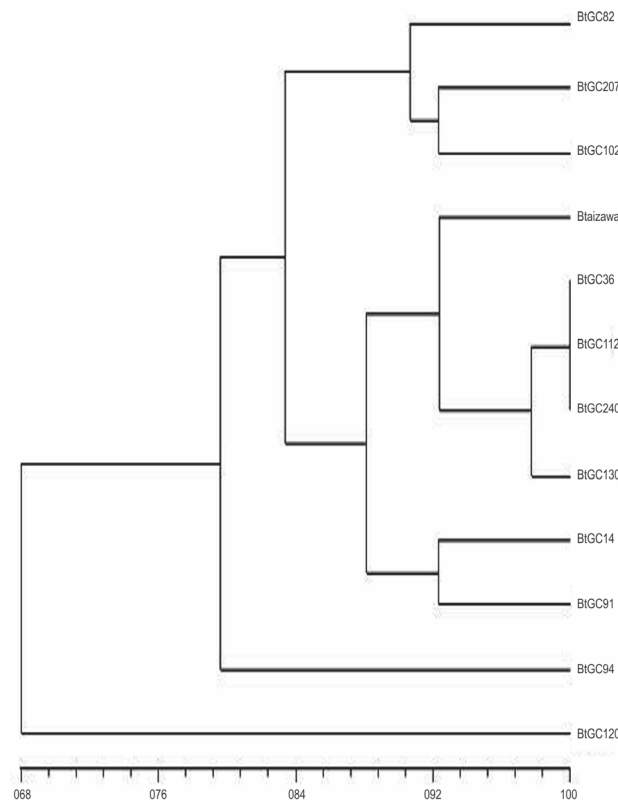 BtGC82
BtGC207
BtGC102
Btaizawa
BtGC36
BtGC112
BtGC240
BtGC130
BtGC14
BtGC91
BtGC94
BtGC120
068 076 084 092 100